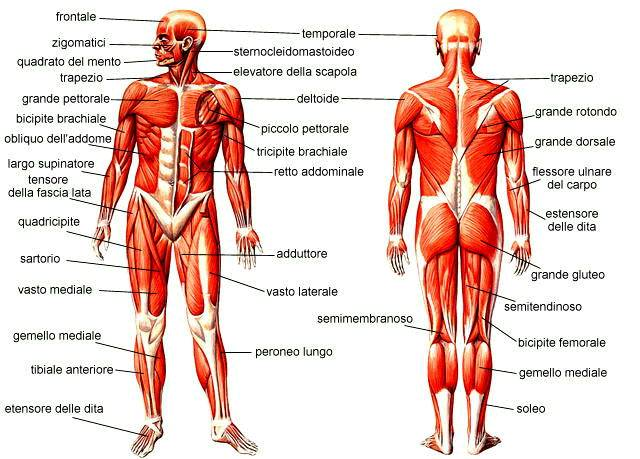 frontale
zigomatici
quadrato del mento
trapezio
grande pettorale
bicipite brachiale
obliquo dell'addome
largo supinatore
tensore
della fascia lata
quadricipite
sartorio
vasto mediale
gemello mediale
tibiale anteriore
etensore delle dita
temporale
sternocleidomastoideo
elevatore della scapola
deltoide
piccolo pettorale
tricipite brachiale
retto addominale
adduttore
vasto laterale
peroneo lungo
semimembranoso
trapezio
grande rotondo
grande dorsale
flessore ulnare
del carpo
estensore
delle dita
grande gluteo
semitendinoso
bicipite femorale
gemello mediale
soleo